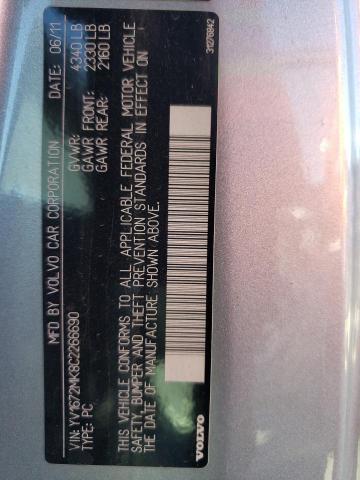 MFD BY VOLVO CAR CORPORATION DATE: 06/11
GVWR: 4340 LB
GAWR FRONT: 2330 LB
GAWR REAR: 2160 LB
VIN: YV1672MK8C2266690
TYPE: PC
THIS VEHICLE CONFORMS TO ALL APPLICABLE FEDERAL MOTOR VEHICLE
SAFETY, BUMPER AND THEFT PREVENTION STANDARDS IN EFFECT ON
THE DATE OF MANUFACTURE SHOWN ABOVE.
VOLVO 31276842